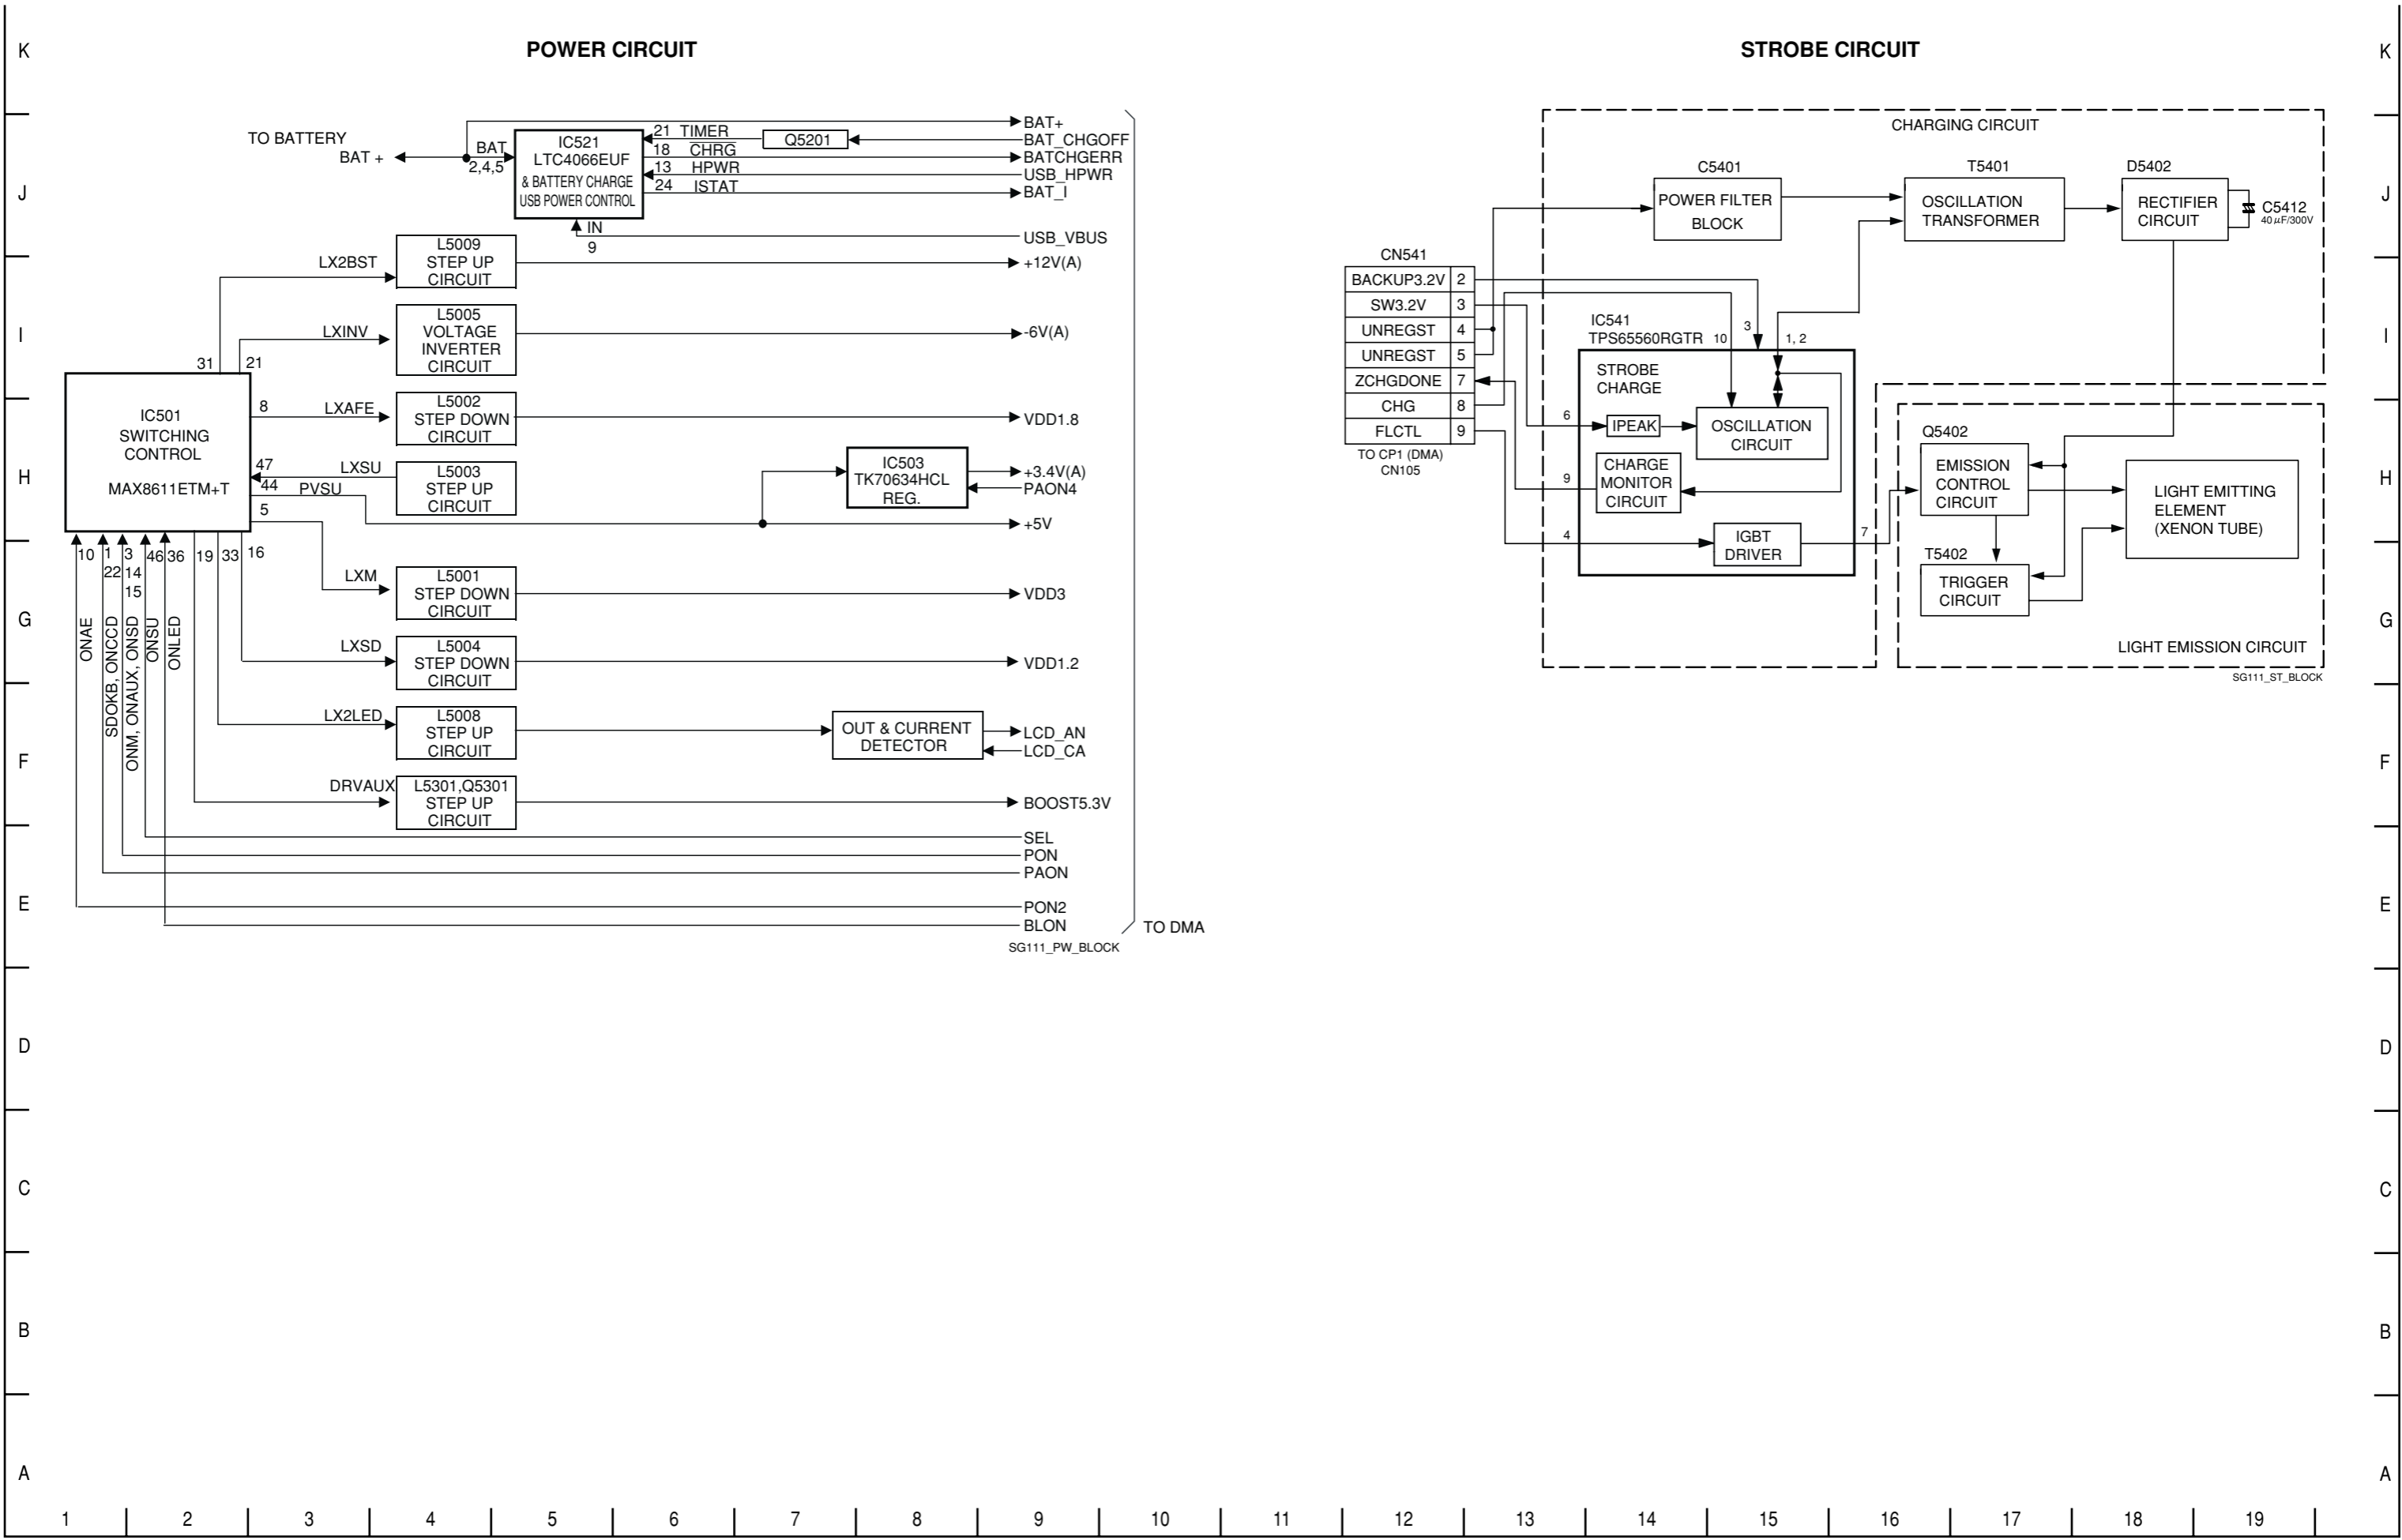 POWER CIRCUIT
STROBE CIRCUIT
K
K
J
J
I
I
H
H
G
G
F
F
E
E
D
D
C
C
B
B
A
A
TO BATTERY
BAT +
BAT
2,4,5
IC521
LTC4066EUF
& BATTERY CHARGE
USB POWER CONTROL
21 TIMER
18 CHRG
13 HPWR
24 ISTAT
Q5201
IN
9
BAT+
BAT_CHGOFF
BATCHGERR
USB_HPWR
BAT_I
USB_VBUS
LX2BST
L5009
STEP UP
CIRCUIT
+12V(A)
LXINV
L5005
VOLTAGE
INVERTER
CIRCUIT
-6V(A)
31
21
IC501
SWITCHING
CONTROL
MAX8611ETM+T
8
LXAFE
L5002
STEP DOWN
CIRCUIT
VDD1.8
47
LXSU
L5003
STEP UP
CIRCUIT
44
PVSU
5
IC503
TK70634HCL
REG.
+3.4V(A)
PAON4
+5V
10
1
22
3
14
15
46
36
19
33
16
ONAE
SDOKB, ONCCD
ONM, ONAUX, ONSD
ONSU
ONLED
LXM
L5001
STEP DOWN
CIRCUIT
VDD3
LXSD
L5004
STEP DOWN
CIRCUIT
VDD1.2
LX2LED
L5008
STEP UP
CIRCUIT
OUT & CURRENT
DETECTOR
LCD_AN
LCD_CA
DRVAUX
L5301,Q5301
STEP UP
CIRCUIT
BOOST5.3V
SEL
PON
PAON
PON2
BLON
TO DMA
SG111_PW_BLOCK
CHARGING CIRCUIT
C5401
POWER FILTER
BLOCK
T5401
OSCILLATION
TRANSFORMER
D5402
RECTIFIER
CIRCUIT
C5412
40μF/300V
CN541
BACKUP3.2V 2
SW3.2V 3
UNREGST 4
UNREGST 5
ZCHGDONE 7
CHG 8
FLCTL 9
TO CP1 (DMA)
CN105
IC541
TPS65560RGTR
10
3
1, 2
STROBE
CHARGE
6
IPEAK
OSCILLATION
CIRCUIT
9
CHARGE
MONITOR
CIRCUIT
4
IGBT
DRIVER
7
Q5402
EMISSION
CONTROL
CIRCUIT
LIGHT EMITTING
ELEMENT
(XENON TUBE)
T5402
TRIGGER
CIRCUIT
LIGHT EMISSION CIRCUIT
SG111_ST_BLOCK
1 2 3 4 5 6 7 8 9 10 11 12 13 14 15 16 17 18 19